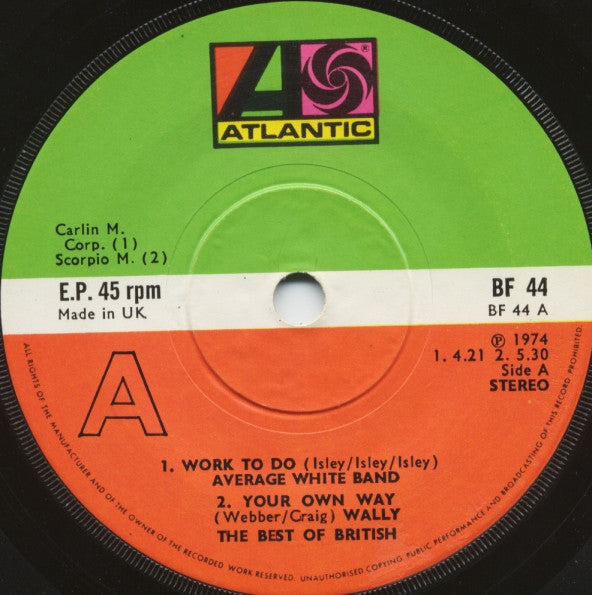 ATLANTIC
®
Carlin M.
Corp. (1)
Scorpio M. (2)
E.P. 45 rpm
Made in UK
BF 44
BF 44 A
℗ 1974
1. 4.21 2. 5.30
Side A
STEREO
A
1. WORK TO DO (Isley/Isley/Isley)
AVERAGE WHITE BAND
2. YOUR OWN WAY
(Webber/Craig) WALLY
THE BEST OF BRITISH
ALL RIGHTS OF THE MANUFACTURER AND OF THE OWNER OF THE RECORDED WORK RESERVED. UNAUTHORISED COPYING, PUBLIC PERFORMANCE AND BROADCASTING OF THIS RECORD PROHIBITED.